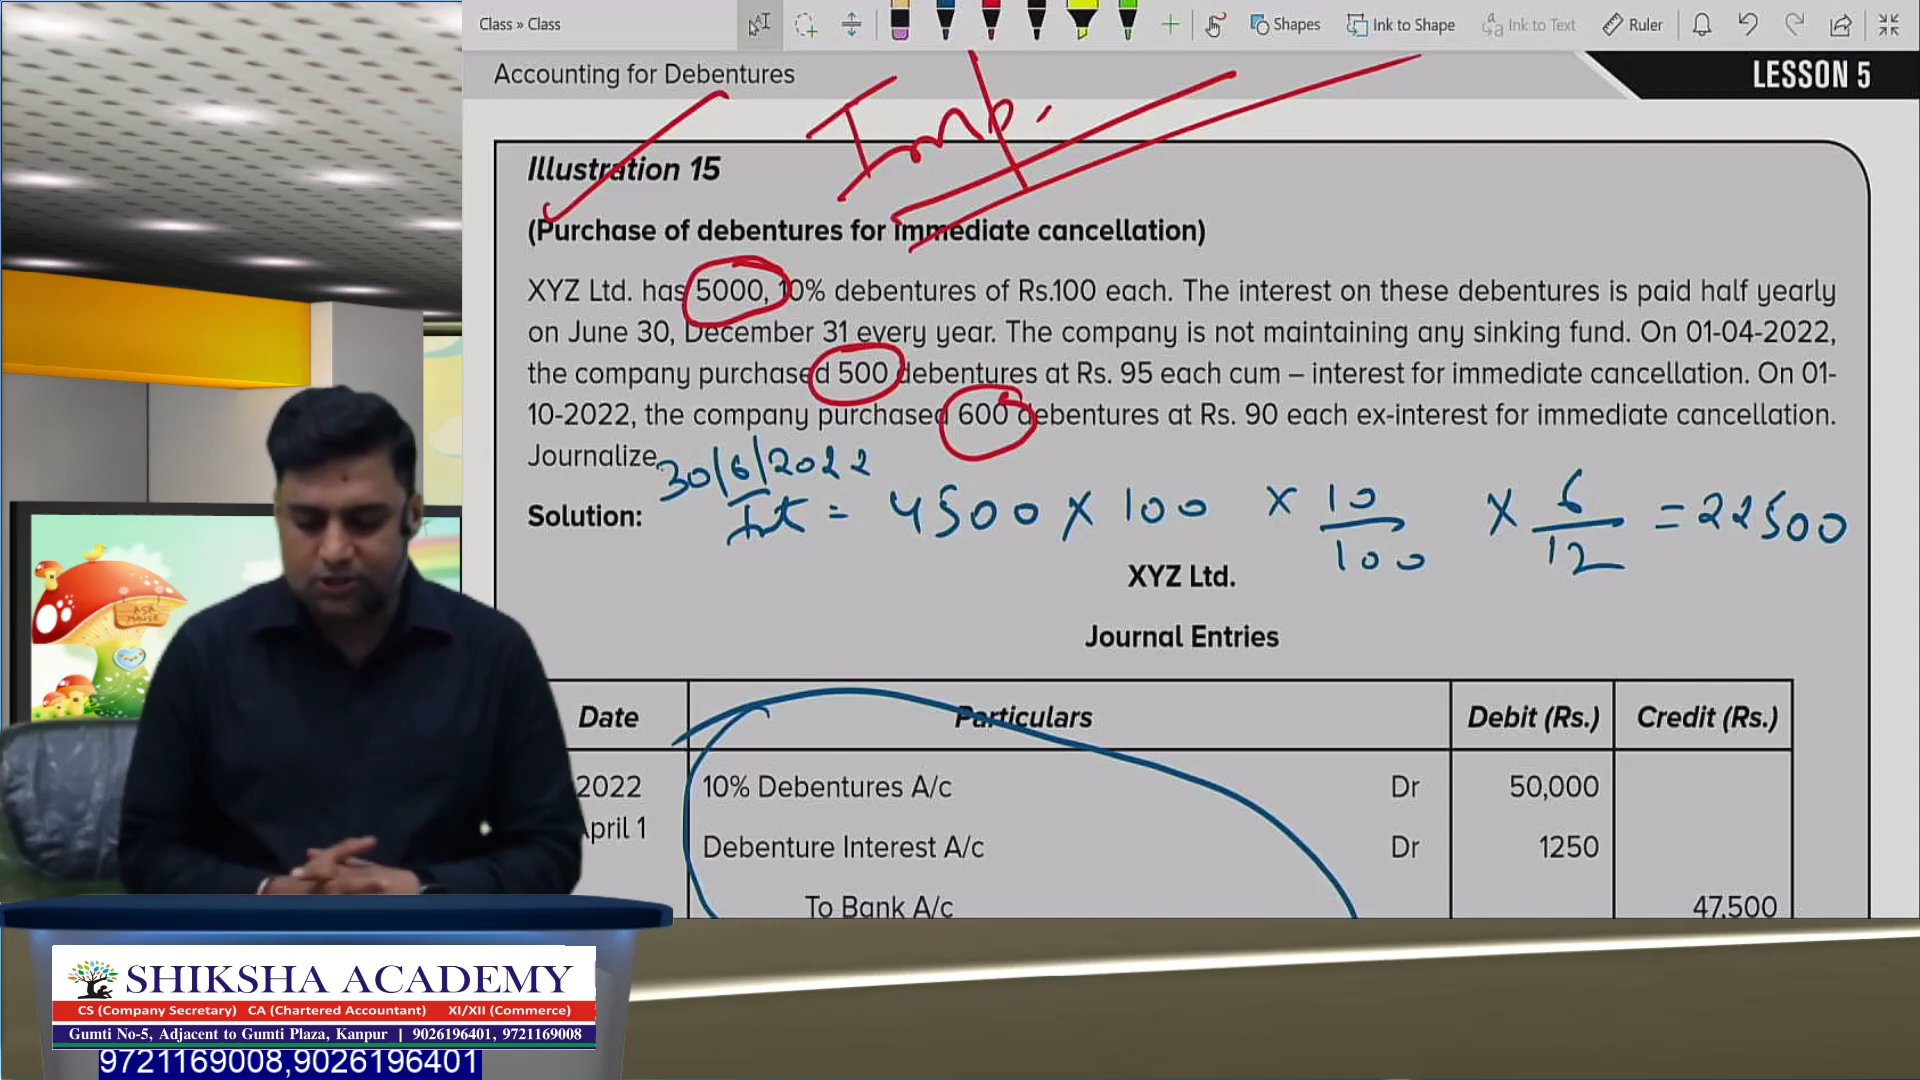 Class » Class
Shapes
Ink to Shape
Ink to Text
Ruler
Accounting for Debentures
LESSON 5
Imp.
Illustration 15
(Purchase of debentures for immediate cancellation)
XYZ Ltd. has 5000, 10% debentures of Rs.100 each. The interest on these debentures is paid half yearly
on June 30, December 31 every year. The company is not maintaining any sinking fund. On 01-04-2022,
the company purchased 500 debentures at Rs. 95 each cum – interest for immediate cancellation. On 01-
10-2022, the company purchased 600 debentures at Rs. 90 each ex-interest for immediate cancellation.
Journalize.
30/6/2022
Solution:
Int = 4500 × 100 × 10/100 × 6/12 = 22500
XYZ Ltd.
Journal Entries
Date Particulars Debit (Rs.) Credit (Rs.)
2022 10% Debentures A/c Dr 50,000
April 1
Debenture Interest A/c Dr 1250
To Bank A/c 47,500
ASA
House
SHIKSHA ACADEMY
CS (Company Secretary) CA (Chartered Accountant) XI/XII (Commerce)
Gumti No-5, Adjacent to Gumti Plaza, Kanpur | 9026196401, 9721169008
9721169008,9026196401